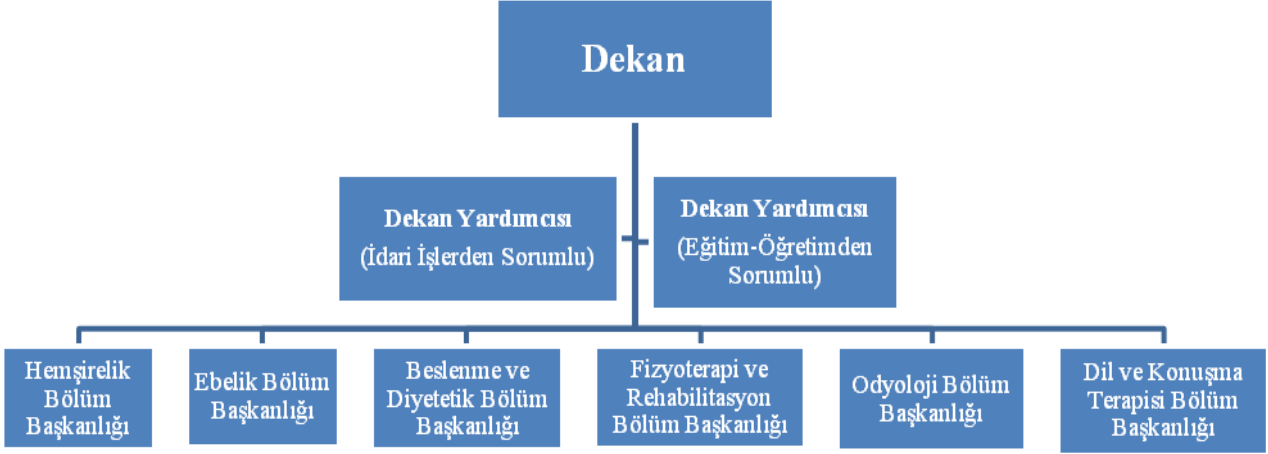 Dekan
Dekan Yardımcısı
(İdari İşlerden Sorumlu)
Dekan Yardımcısı
(Eğitim-Öğretimden
Sorumlu)
Hemşirelik
Bölüm
Başkanlığı
Ebelik Bölüm
Başkanlığı
Beslenme ve
Diyetetik Bölüm
Başkanlığı
Fizyoterapi ve
Rehabilitasyon
Bölüm Başkanlığı
Odyoloji Bölüm
Başkanlığı
Dil ve Konuşma
Terapisi Bölüm
Başkanlığı